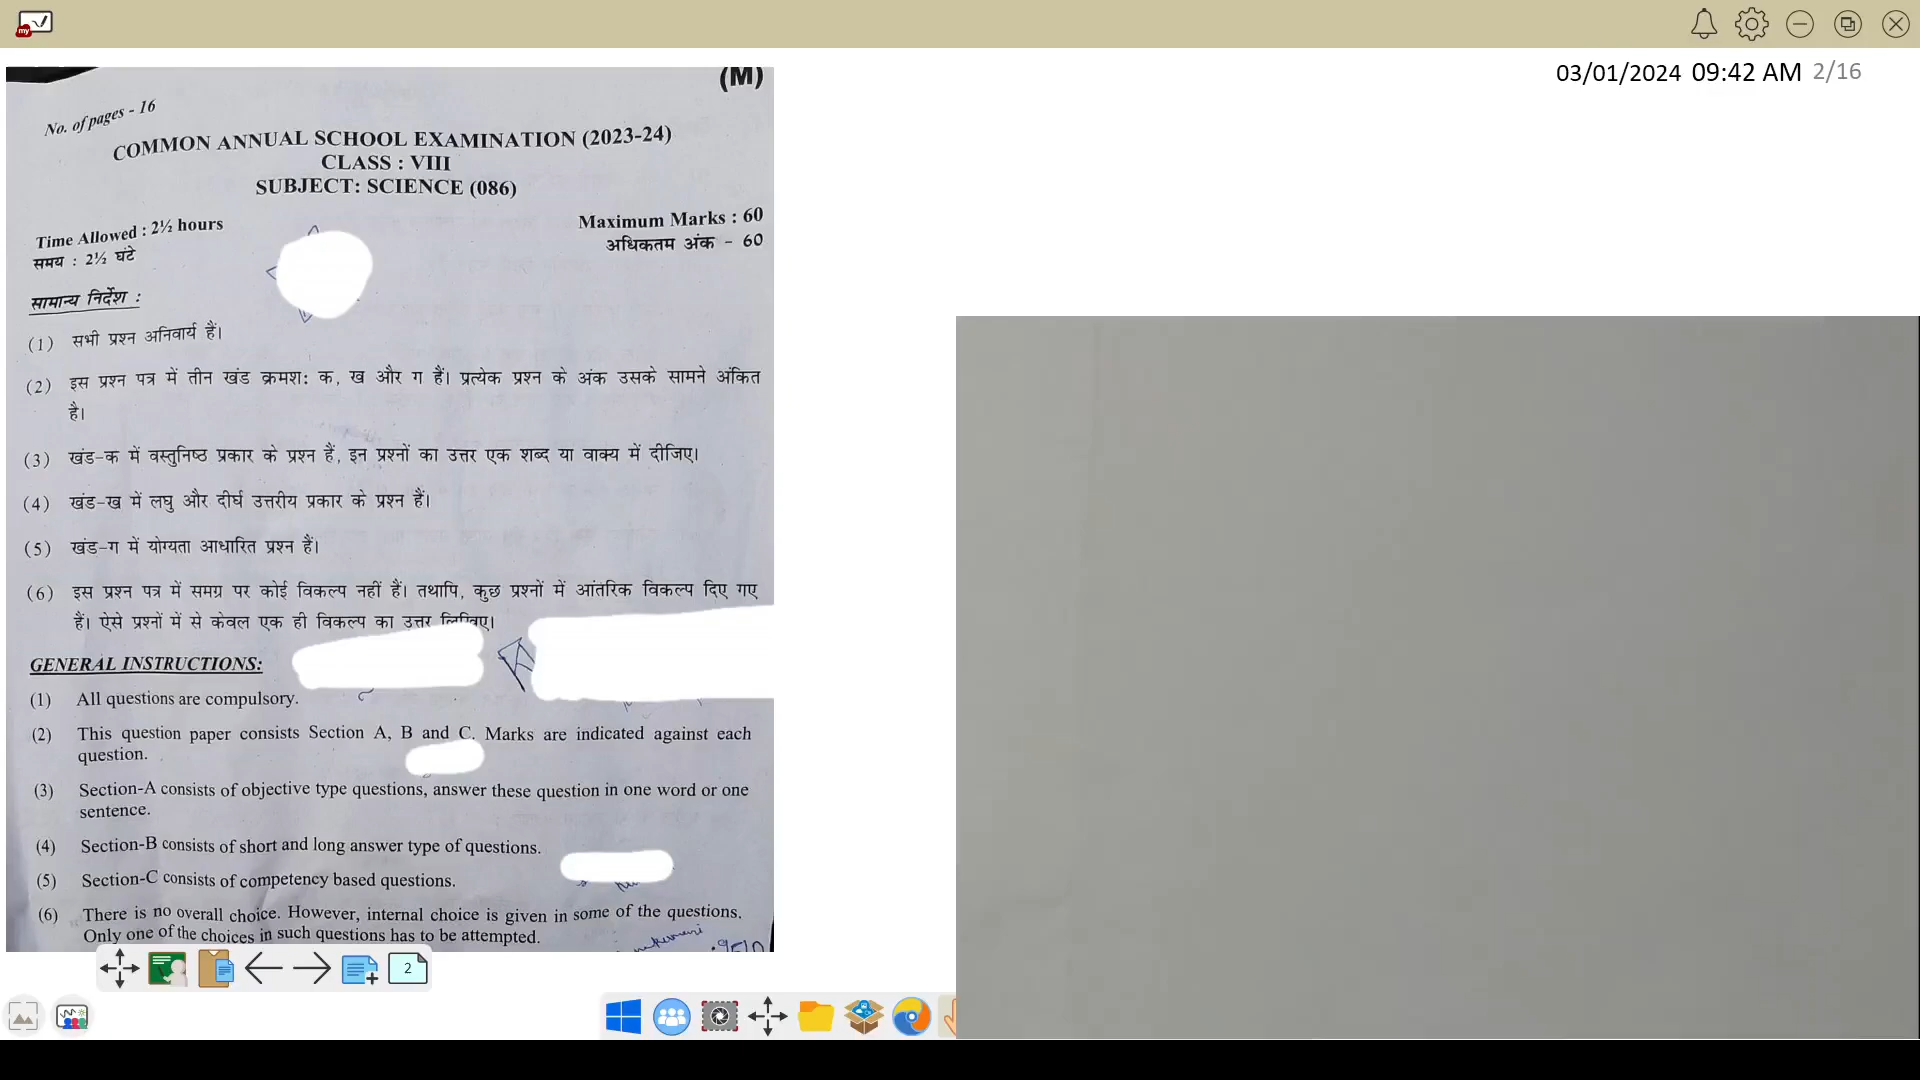 03/01/2024 09:42 AM 2/16
(M)
No. of pages - 16
COMMON ANNUAL SCHOOL EXAMINATION (2023-24)
CLASS : VIII
SUBJECT: SCIENCE (086)
Time Allowed : 2½ hours
समय : 2½ घंटे
Maximum Marks : 60
अधिकतम अंक - 60
सामान्य निर्देश :
(1) सभी प्रश्न अनिवार्य हैं।
(2) इस प्रश्न पत्र में तीन खंड क्रमशः क, ख और ग हैं। प्रत्येक प्रश्न के अंक उसके सामने अंकित
है।
(3) खंड-क में वस्तुनिष्ठ प्रकार के प्रश्न हैं, इन प्रश्नों का उत्तर एक शब्द या वाक्य में दीजिए।
(4) खंड-ख में लघु और दीर्घ उत्तरीय प्रकार के प्रश्न हैं।
(5) खंड-ग में योग्यता आधारित प्रश्न हैं।
(6) इस प्रश्न पत्र में समग्र पर कोई विकल्प नहीं हैं। तथापि, कुछ प्रश्नों में आंतरिक विकल्प दिए गए
हैं। ऐसे प्रश्नों में से केवल एक ही विकल्प का उत्तर लिखिए।
GENERAL INSTRUCTIONS:
(1) All questions are compulsory.
(2) This question paper consists Section A, B and C. Marks are indicated against each
question.
(3) Section-A consists of objective type questions, answer these question in one word or one
sentence.
(4) Section-B consists of short and long answer type of questions.
(5) Section-C consists of competency based questions.
(6) There is no overall choice. However, internal choice is given in some of the questions.
Only one of the choices in such questions has to be attempted.
2